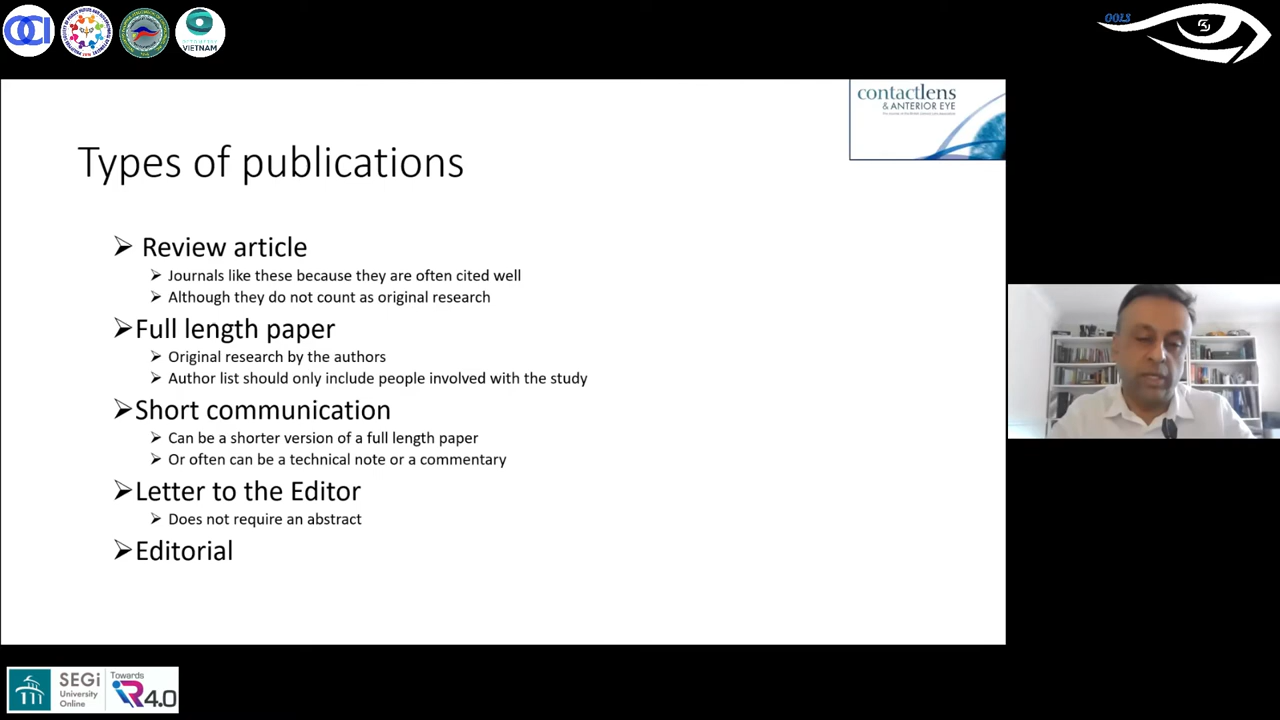 OCI
VIETNAM
OOLS
contactlens
& ANTERIOR EYE
Types of publications
➢ Review article
➢ Journals like these because they are often cited well
➢ Although they do not count as original research
➢Full length paper
➢ Original research by the authors
➢ Author list should only include people involved with the study
➢Short communication
➢ Can be a shorter version of a full length paper
➢ Or often can be a technical note or a commentary
➢Letter to the Editor
➢ Does not require an abstract
➢Editorial
SEGi
University
Online
Towards
iR4.0